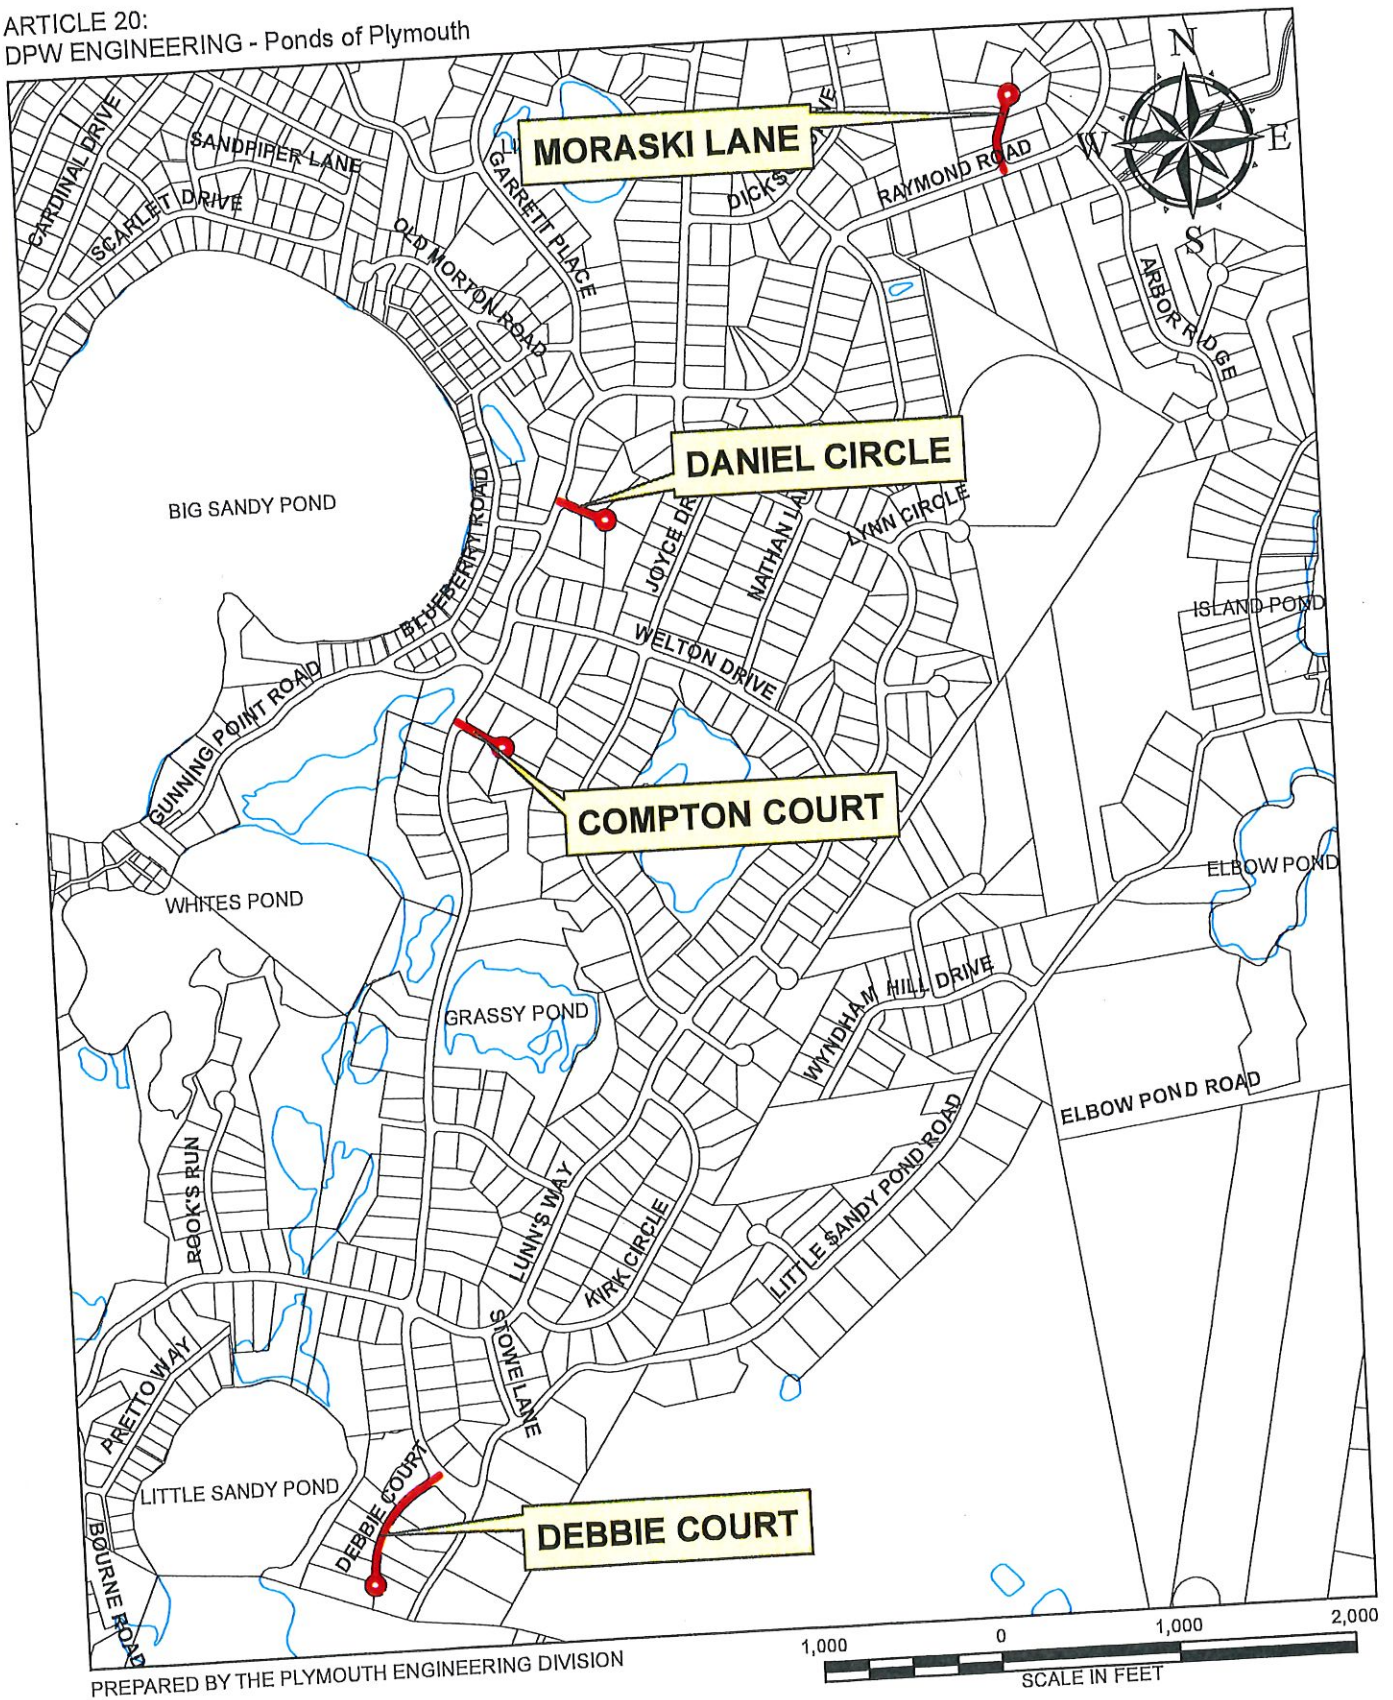 ARTICLE 20:
DPW ENGINEERING - Ponds of Plymouth
N
W
E
S
MORASKI LANE
CARDINAL DRIVE
SANDPIPER LANE
SCARLET DRIVE
GARRETT PLACE
RAYMOND ROAD
OLD MORTON ROAD
ARBOR RIDGE
DANIEL CIRCLE
BIG SANDY POND
BLUEBERRY ROAD
LYNN CIRCLE
WELTON DRIVE
ISLAND POND
GUNNING POINT ROAD
COMPTON COURT
ELBOW POND
WHITES POND
GRASSY POND
WYNDHAM HILL DRIVE
ELBOW POND ROAD
LITTLE SANDY POND ROAD
ROOK'S RUN
LUNN'S WAY
KIRK CIRCLE
STOWE LANE
PRETTO WAY
LITTLE SANDY POND
DEBBIE COURT
DEBBIE COURT
BOURNE ROAD
1,000
0
1,000
2,000
SCALE IN FEET
PREPARED BY THE PLYMOUTH ENGINEERING DIVISION